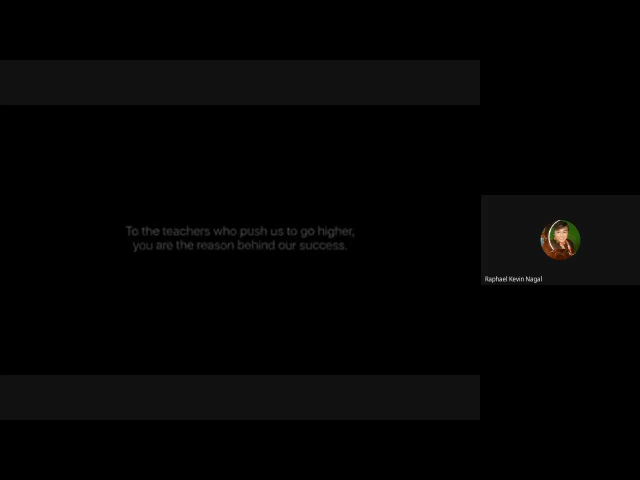 To the teachers who push us to go higher,
you are the reason behind our success.
Raphael Kevin Nagal